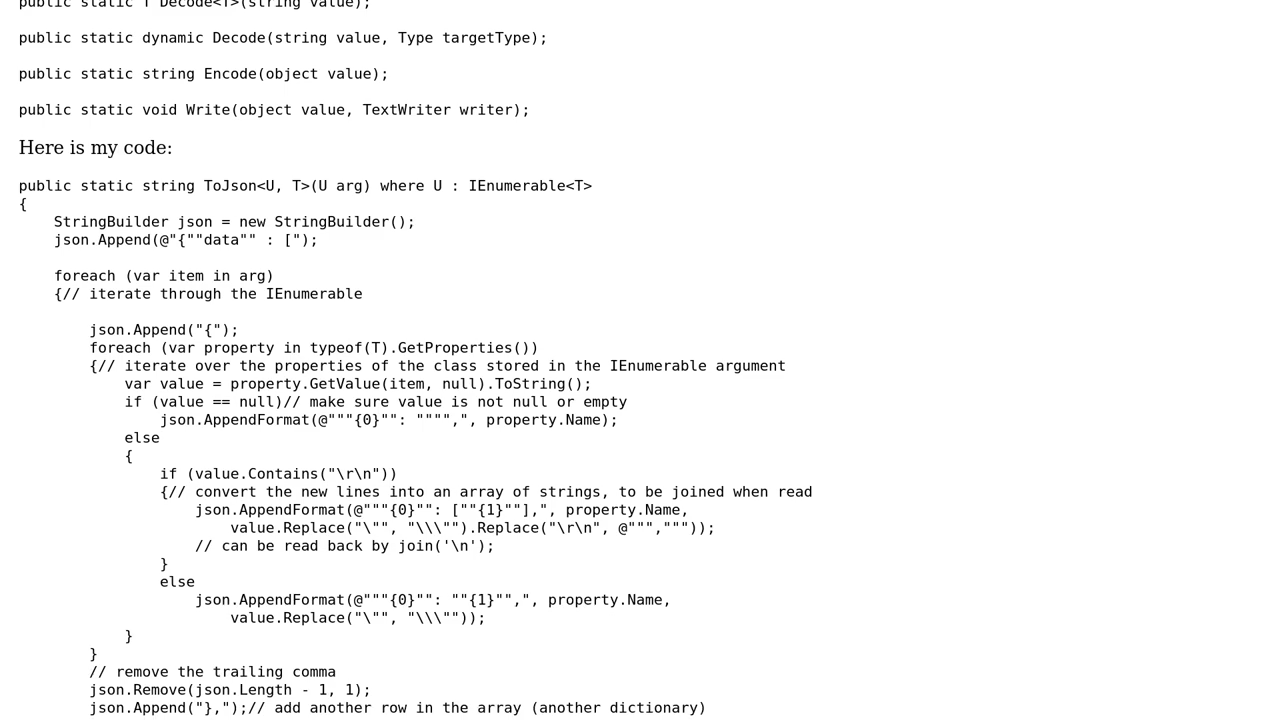 public static T Decode<T>(string value);
public static dynamic Decode(string value, Type targetType);
public static string Encode(object value);
public static void Write(object value, TextWriter writer);
Here is my code:
public static string ToJson<U, T>(U arg) where U : IEnumerable<T>
{
    StringBuilder json = new StringBuilder();
    json.Append(@"{""data"" : [");
    foreach (var item in arg)
    {// iterate through the IEnumerable
        json.Append("{");
        foreach (var property in typeof(T).GetProperties())
        {// iterate over the properties of the class stored in the IEnumerable argument
            var value = property.GetValue(item, null).ToString();
            if (value == null)// make sure value is not null or empty
                json.AppendFormat(@"""{0}"": """",", property.Name);
            else
            {
                if (value.Contains("\r\n"))
                {// convert the new lines into an array of strings, to be joined when read
                    json.AppendFormat(@"""{0}"": [""{1}""],", property.Name,
                        value.Replace("\"", "\\\"").Replace("\r\n", @""","""));
                    // can be read back by join('\n');
                }
                else
                    json.AppendFormat(@"""{0}"": ""{1}"",", property.Name,
                        value.Replace("\"", "\\\""));
            }
        }
        // remove the trailing comma
        json.Remove(json.Length - 1, 1);
        json.Append("},");// add another row in the array (another dictionary)